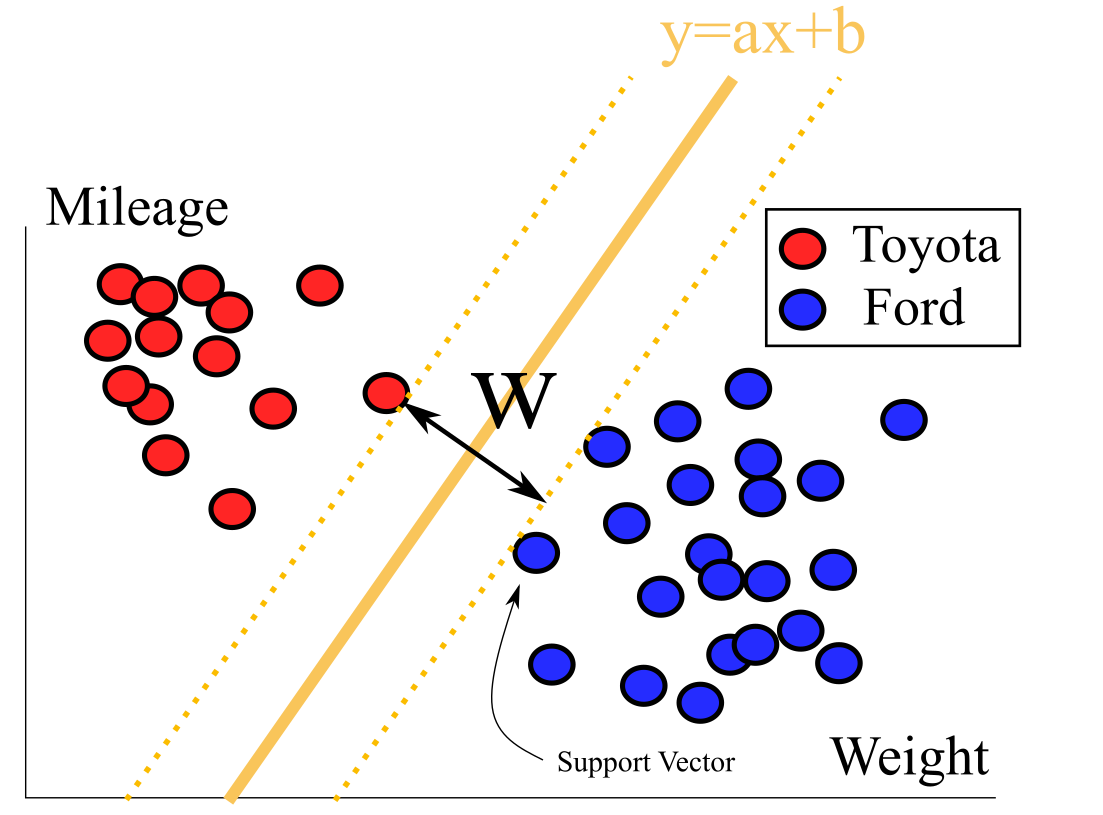 y=ax+b
Mileage
Toyota
Ford
W
Weight
Support Vector